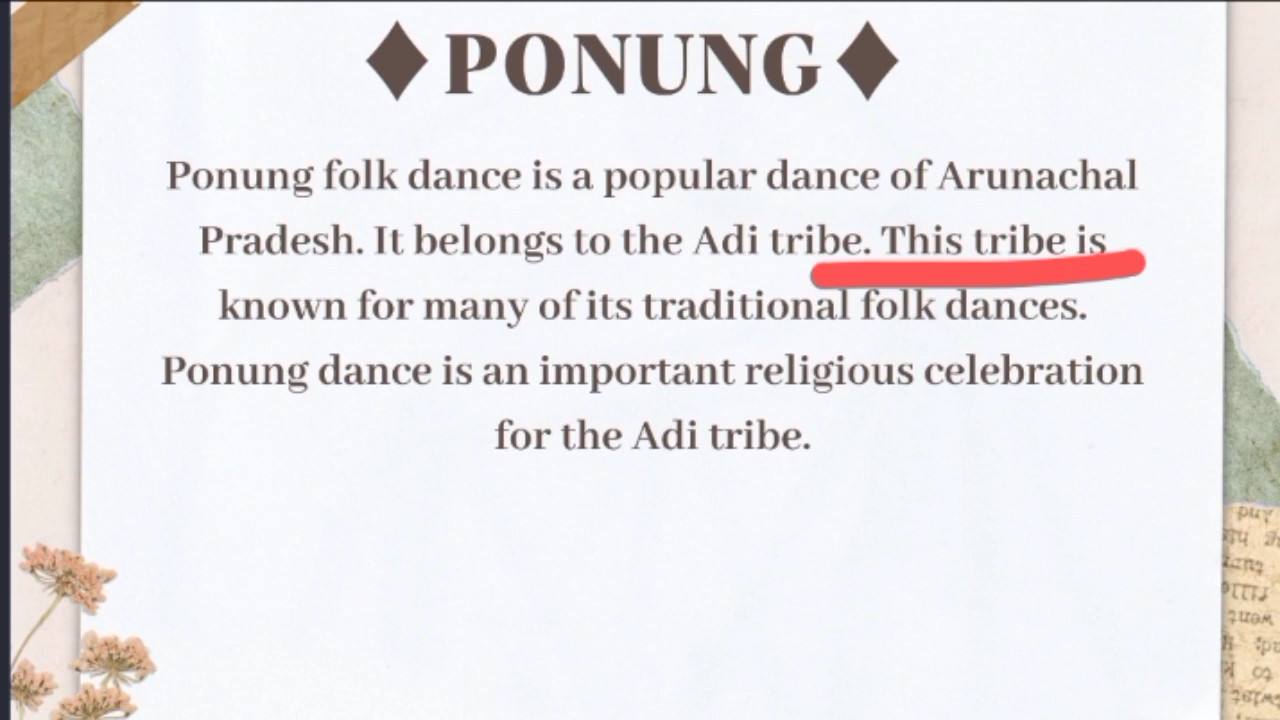 PONUNG
Ponung folk dance is a popular dance of Arunachal
Pradesh. It belongs to the Adi tribe. This tribe is
known for many of its traditional folk dances.
Ponung dance is an important religious celebration
for the Adi tribe.